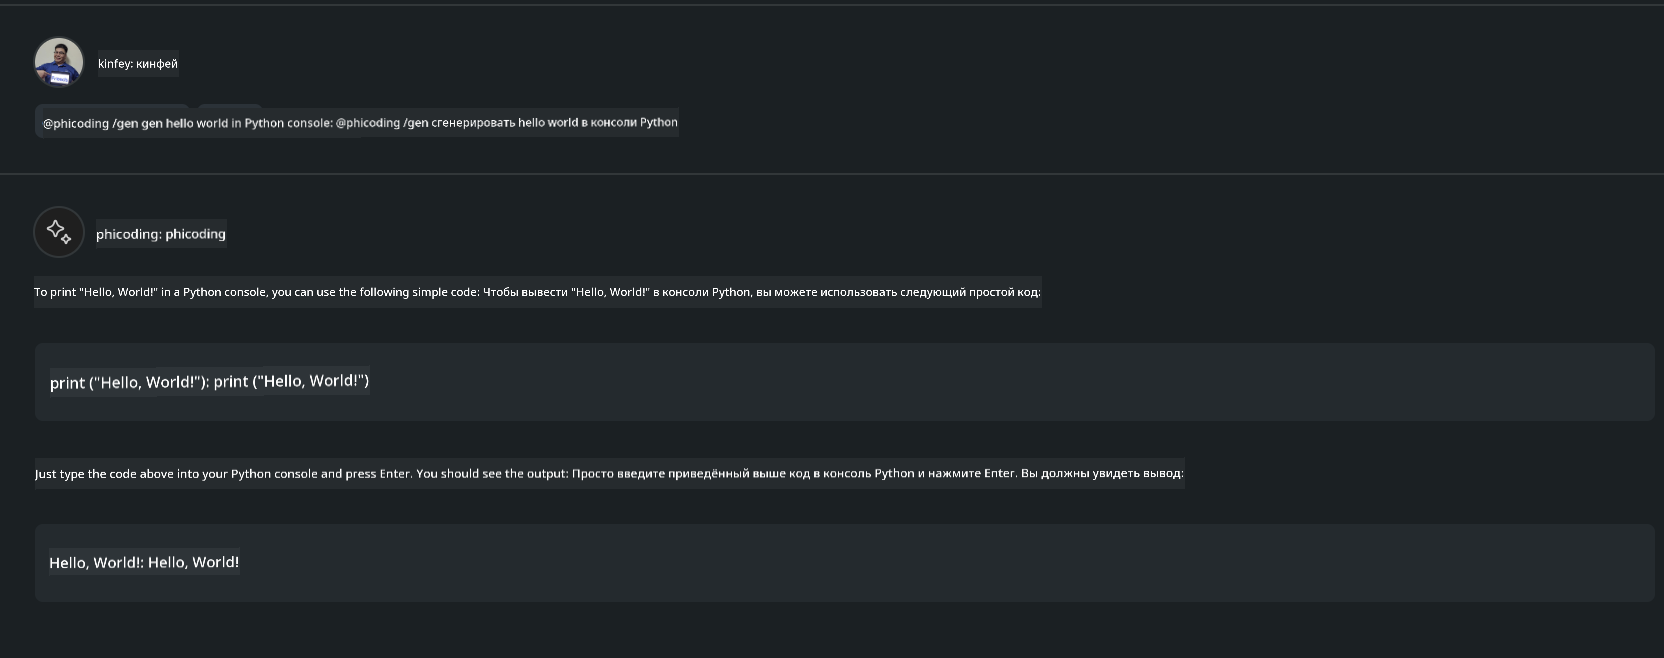 kinfey: кинфей
@phicoding /gen gen hello world in Python console: @phicoding /gen сгенерировать hello world в консоли Python
phicoding: phicoding
To print "Hello, World!" in a Python console, you can use the following simple code: Чтобы вывести "Hello, World!" в консоли Python, вы можете использовать следующий простой код:
print ("Hello, World!"): print ("Hello, World!")
Just type the code above into your Python console and press Enter. You should see the output: Просто введите приведённый выше код в консоль Python и нажмите Enter. Вы должны увидеть вывод:
Hello, World!: Hello, World!